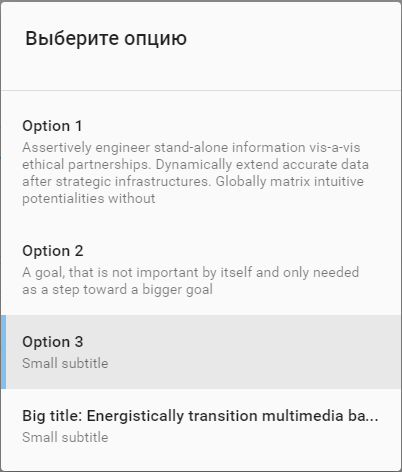 Выберите опцию
Option 1
Assertively engineer stand-alone information vis-a-vis
ethical partnerships. Dynamically extend accurate data
after strategic infrastructures. Globally matrix intuitive
potentialities without
Option 2
A goal, that is not important by itself and only needed
as a step toward a bigger goal
Option 3
Small subtitle
Big title: Energistically transition multimedia ba...
Small subtitle